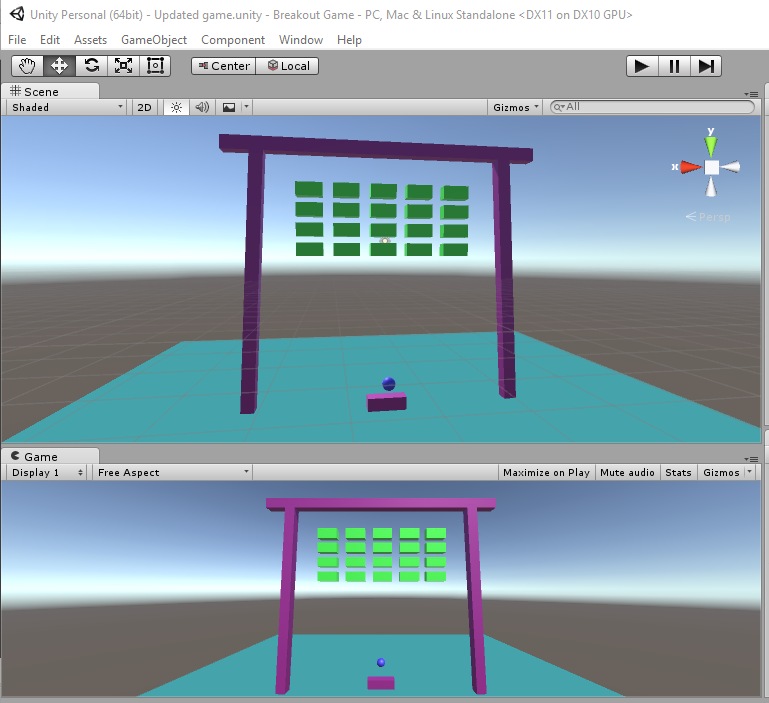 Unity Personal (64bit) - Updated game.unity - Breakout Game - PC, Mac & Linux Standalone <DX11 on DX10 GPU>
File Edit Assets GameObject Component Window Help
Center Local
Scene
Shaded 2D Gizmos All
y
x
Persp
Game
Display 1 Free Aspect Maximize on Play Mute audio Stats Gizmos